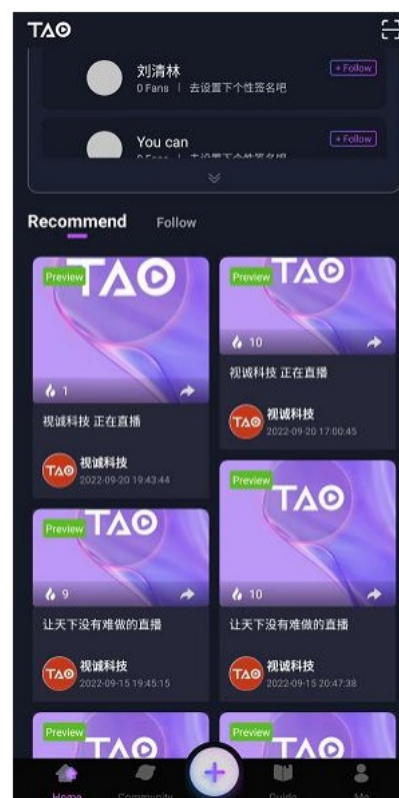 TAO
刘清林
+ Follow
0 Fans | 去设置下个性签名吧
You can
+ Follow
Recommend
Follow
Preview
TAO
1
视诚科技 正在直播
TAO 视诚科技
2022-09-20 19:43:44
Preview
TAO
10
视诚科技 正在直播
TAO 视诚科技
2022-09-20 17:00:45
Preview
TAO
9
让天下没有难做的直播
TAO 视诚科技
2022-09-15 19:45:15
Preview
TAO
10
让天下没有难做的直播
TAO 视诚科技
2022-09-15 20:47:38
Preview
TAO
Preview
TAO
Home
Community
Guide
Me